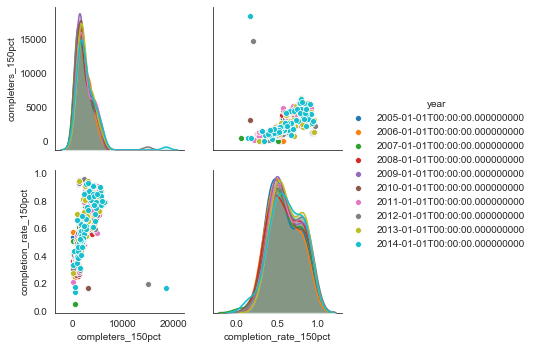 completers_150pct
15000
10000
5000
0
year
2005-01-01T00:00:00.000000000
2006-01-01T00:00:00.000000000
2007-01-01T00:00:00.000000000
2008-01-01T00:00:00.000000000
2009-01-01T00:00:00.000000000
2010-01-01T00:00:00.000000000
2011-01-01T00:00:00.000000000
2012-01-01T00:00:00.000000000
2013-01-01T00:00:00.000000000
2014-01-01T00:00:00.000000000
completion_rate_150pct
1.0
0.8
0.6
0.4
0.2
0.0
0 10000 20000
completers_150pct
0.0 0.5 1.0
completion_rate_150pct